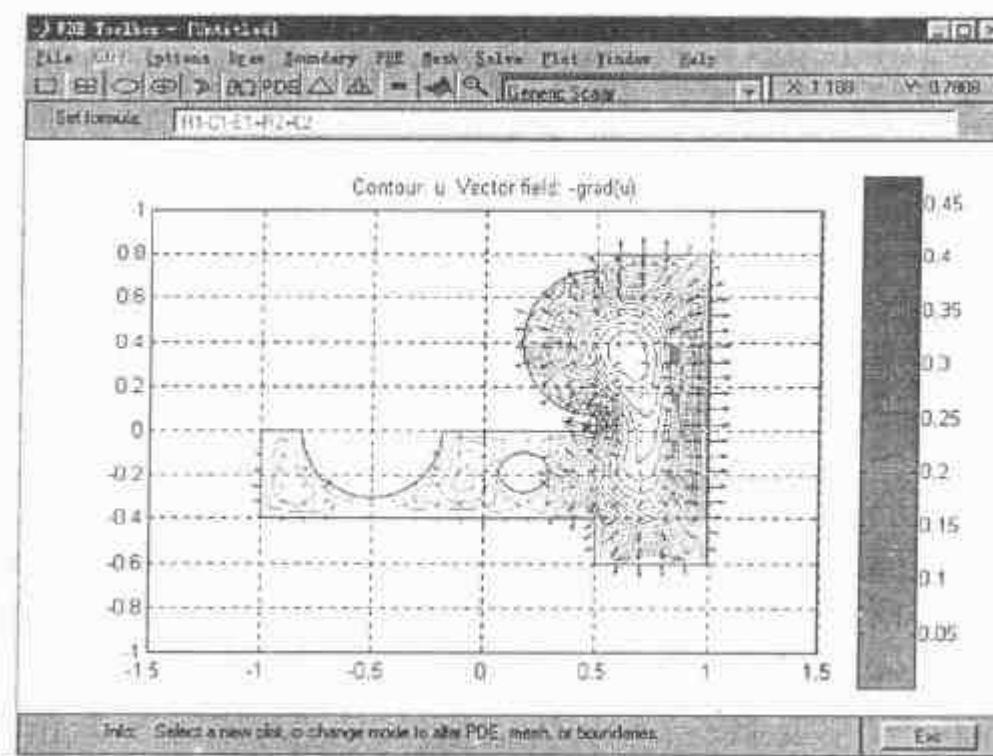 PDE Toolbox - [Untitled]
File Edit Options Draw Boundary PDE Mesh Solve Plot Window Help
PDE Generic Scalar X: 1.188 Y: 0.7808
Set formula:
Contour: u Vector field: -grad(u)
1
0.8
0.6
0.4
0.2
0
-0.2
-0.4
-0.6
-0.8
-1
-1.5 -1 -0.5 0 0.5 1 1.5
0.45
0.4
0.35
0.3
0.25
0.2
0.15
0.1
0.05
Info: Select a new plot, or change mode to alter PDE, mesh, or boundaries. Exit